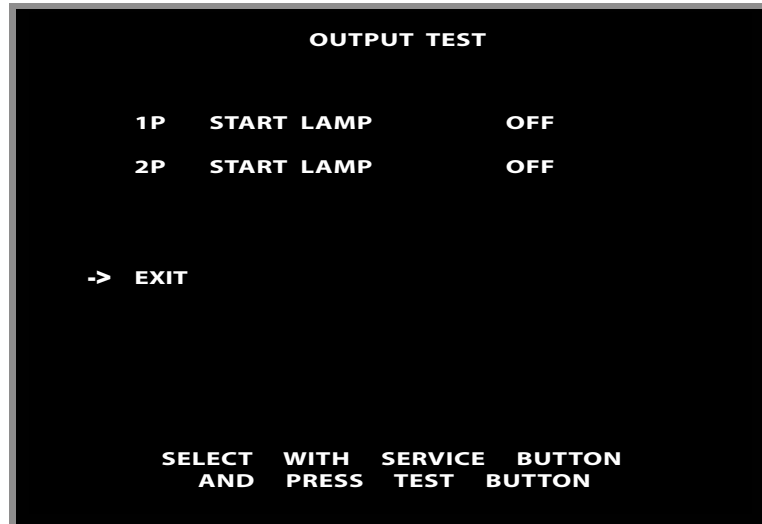 OUTPUT TEST
1P START LAMP OFF
2P START LAMP OFF
-> EXIT
SELECT WITH SERVICE BUTTON
AND PRESS TEST BUTTON